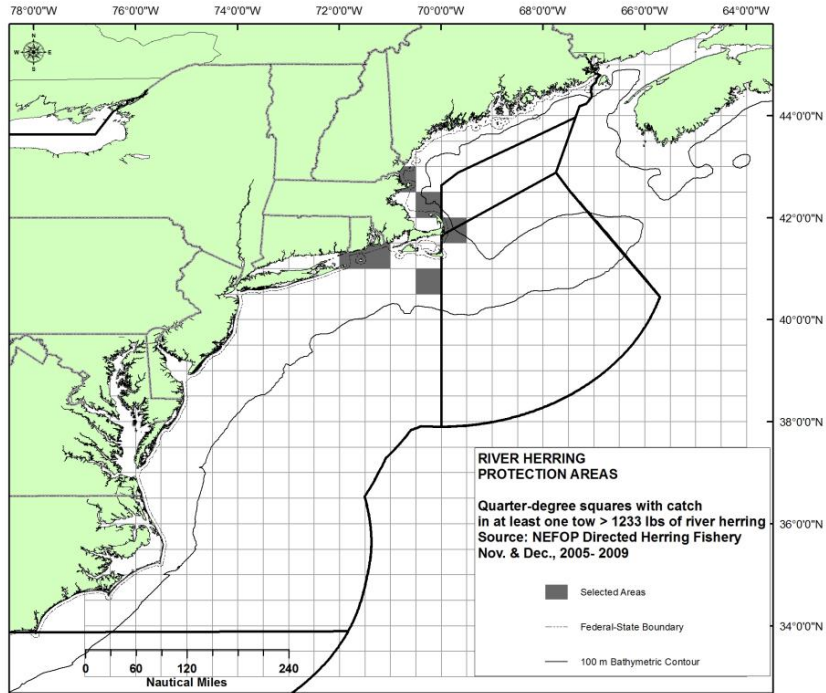 78°0'0"W 76°0'0"W 74°0'0"W 72°0'0"W 70°0'0"W 68°0'0"W 66°0'0"W 64°0'0"W
N
W E
S
44°0'0"N
42°0'0"N
40°0'0"N
38°0'0"N
36°0'0"N
34°0'0"N
RIVER HERRING
PROTECTION AREAS
Quarter-degree squares with catch
in at least one tow > 1233 lbs of river herring
Source: NEFOP Directed Herring Fishery
Nov. & Dec., 2005- 2009
Selected Areas
Federal-State Boundary
100 m Bathymetric Contour
0 60 120 240
Nautical Miles